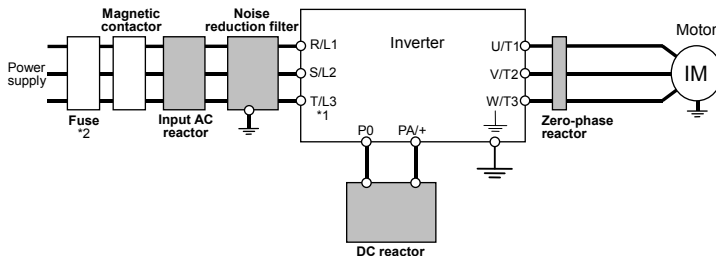 Magnetic
contactor
Noise
reduction filter
Power
supply
Fuse
*2
Input AC
reactor
R/L1
S/L2
T/L3
*1
Inverter
P0
PA/+
U/T1
V/T2
W/T3
Zero-phase
reactor
Motor
IM
DC reactor